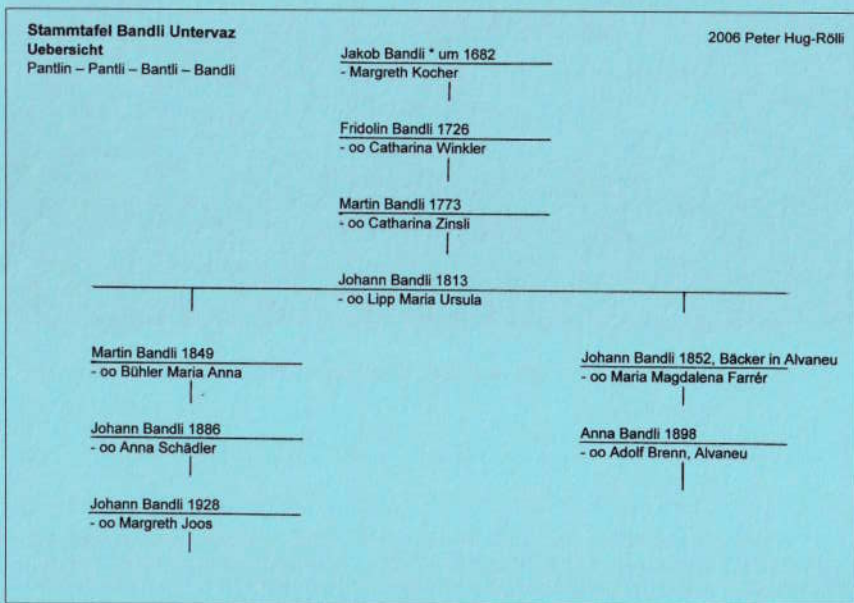 Stammtafel Bandli Untervaz
Uebersicht
Pantlin – Pantli – Bantli – Bandli
2006 Peter Hug-Rölli
Jakob Bandli * um 1682
- Margreth Kocher
Fridolin Bandli 1726
- oo Catharina Winkler
Martin Bandli 1773
- oo Catharina Zinsli
Johann Bandli 1813
- oo Lipp Maria Ursula
Martin Bandli 1849
- oo Bühler Maria Anna
Johann Bandli 1886
- oo Anna Schädler
Johann Bandli 1928
- oo Margreth Joos
Johann Bandli 1852, Bäcker in Alvaneu
- oo Maria Magdalena Farrér
Anna Bandli 1898
- oo Adolf Brenn, Alvaneu